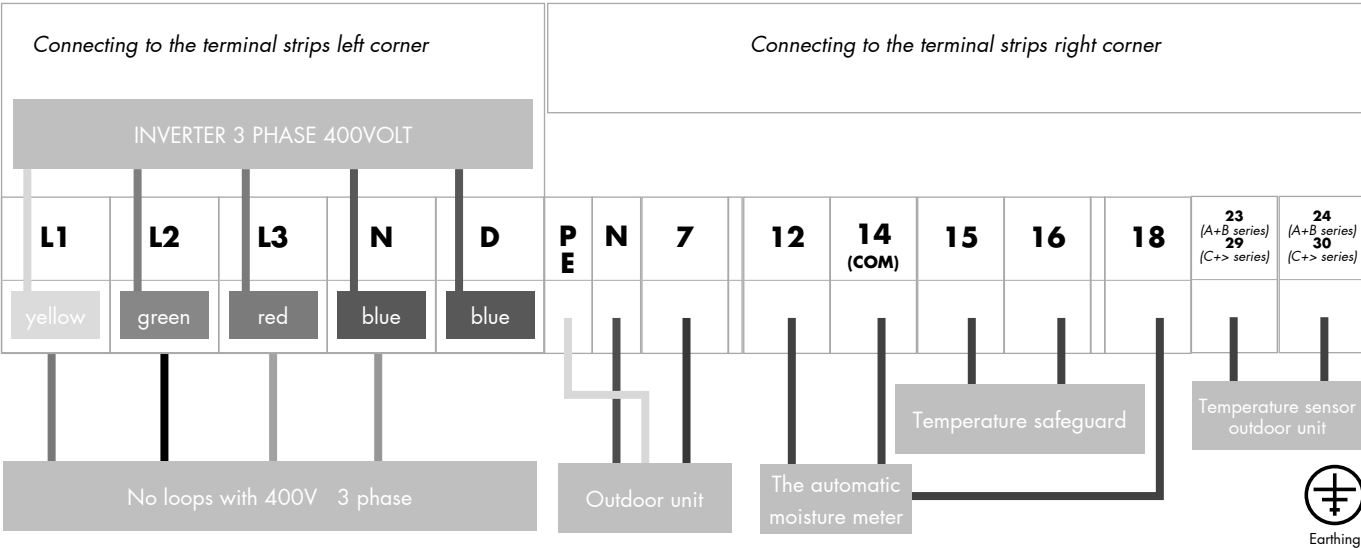 Connecting to the terminal strips left corner
Connecting to the terminal strips right corner
INVERTER 3 PHASE 400VOLT
L1 L2 L3 N D P N 7 12 14 15 16 18 23 24
E (COM) (A+B series) (A+B series)
29 30
(C+> series) (C+> series)
yellow green red blue blue
Temperature safeguard
Temperature sensor
outdoor unit
No loops with 400V 3 phase
Outdoor unit
The automatic
moisture meter
Earthing